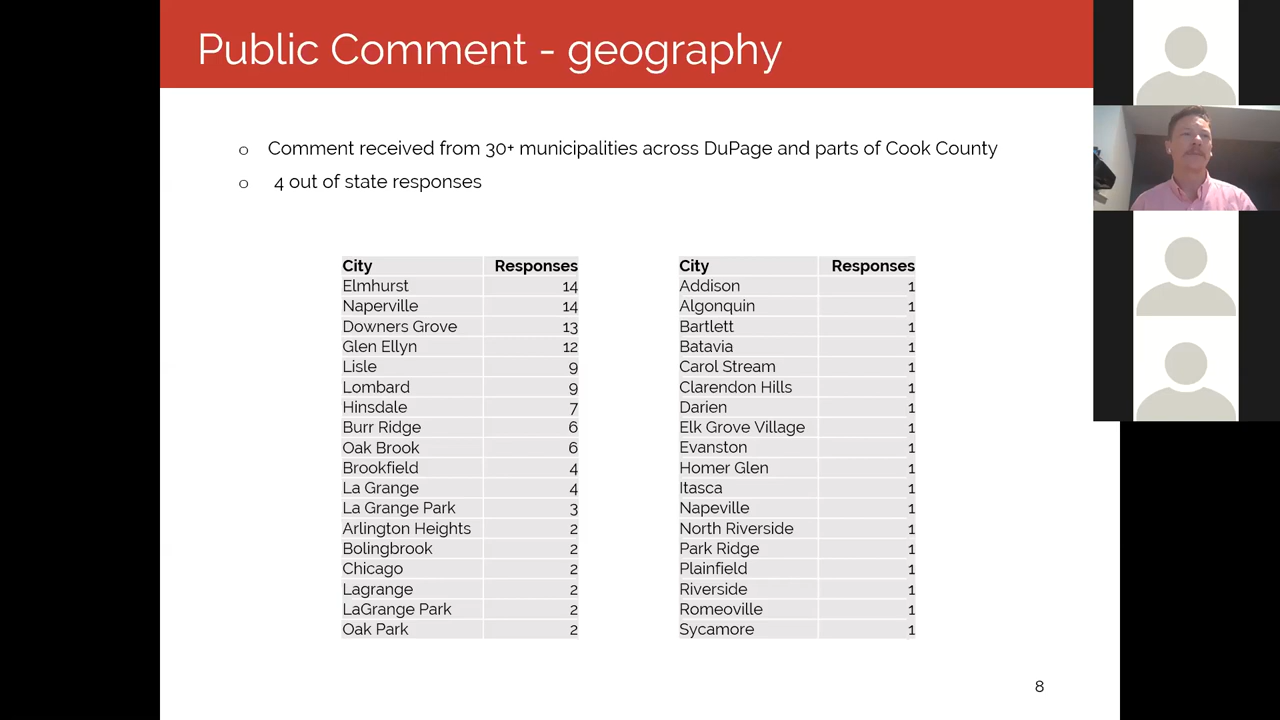 Public Comment - geography
o Comment received from 30+ municipalities across DuPage and parts of Cook County
o 4 out of state responses
City Responses
Elmhurst 14
Naperville 14
Downers Grove 13
Glen Ellyn 12
Lisle 9
Lombard 9
Hinsdale 7
Burr Ridge 6
Oak Brook 6
Brookfield 4
La Grange 4
La Grange Park 3
Arlington Heights 2
Bolingbrook 2
Chicago 2
Lagrange 2
LaGrange Park 2
Oak Park 2
City Responses
Addison 1
Algonquin 1
Bartlett 1
Batavia 1
Carol Stream 1
Clarendon Hills 1
Darien 1
Elk Grove Village 1
Evanston 1
Homer Glen 1
Itasca 1
Napeville 1
North Riverside 1
Park Ridge 1
Plainfield 1
Riverside 1
Romeoville 1
Sycamore 1
8